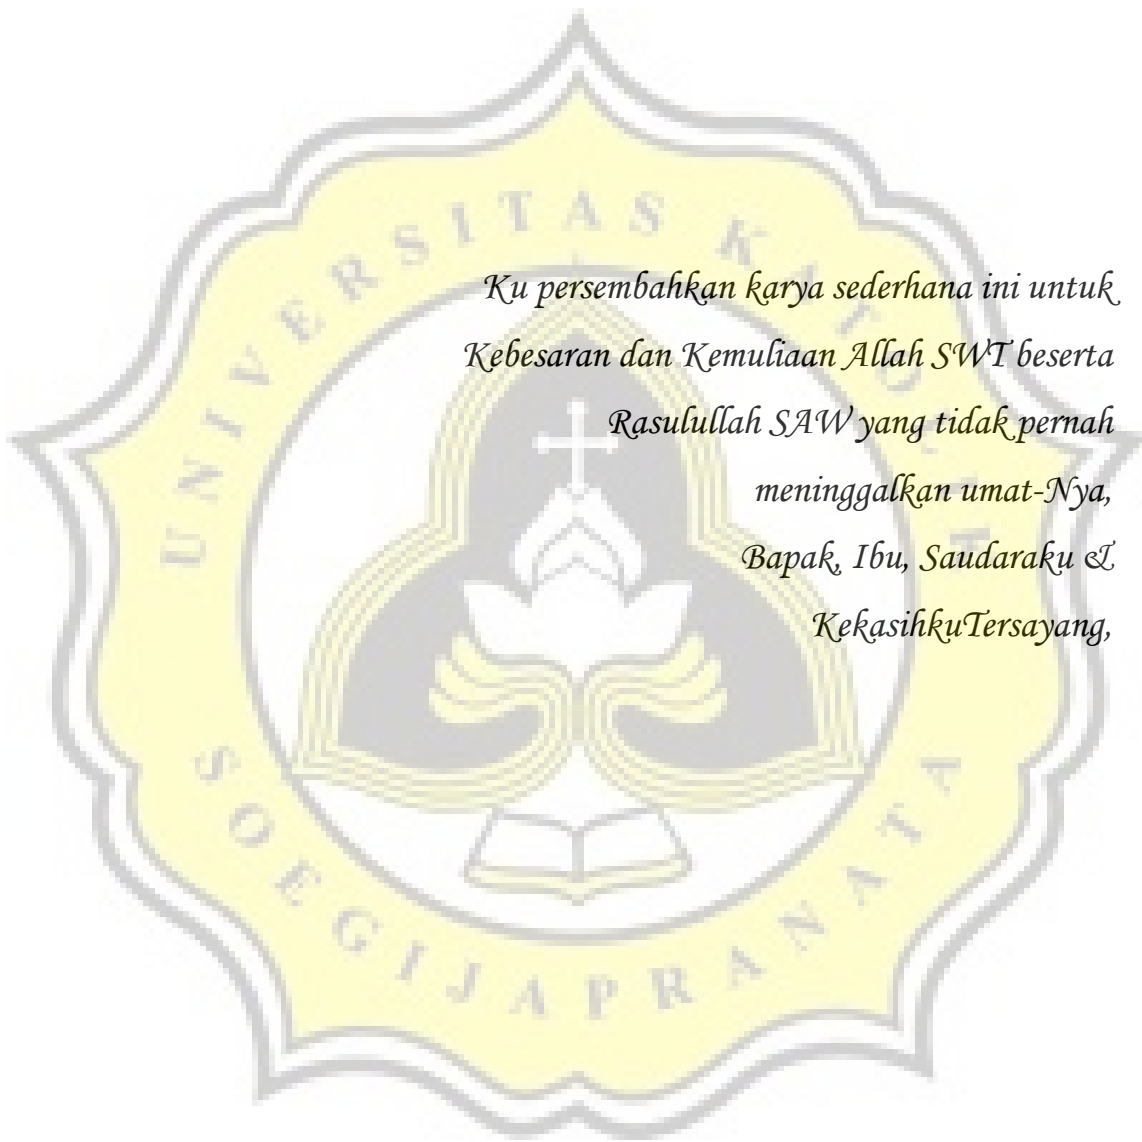 UNIVERSITAS KATOLIK
Ku persembahkan karya sederhana ini untuk
Kebesaran dan Kemuliaan Allah SWT beserta
Rasulullah SAW yang tidak pernah
meninggalkan umat-Nya,
Bapak, Ibu, Saudaraku &
KekasihkuTersayang,
SOEGIJAPRANATA